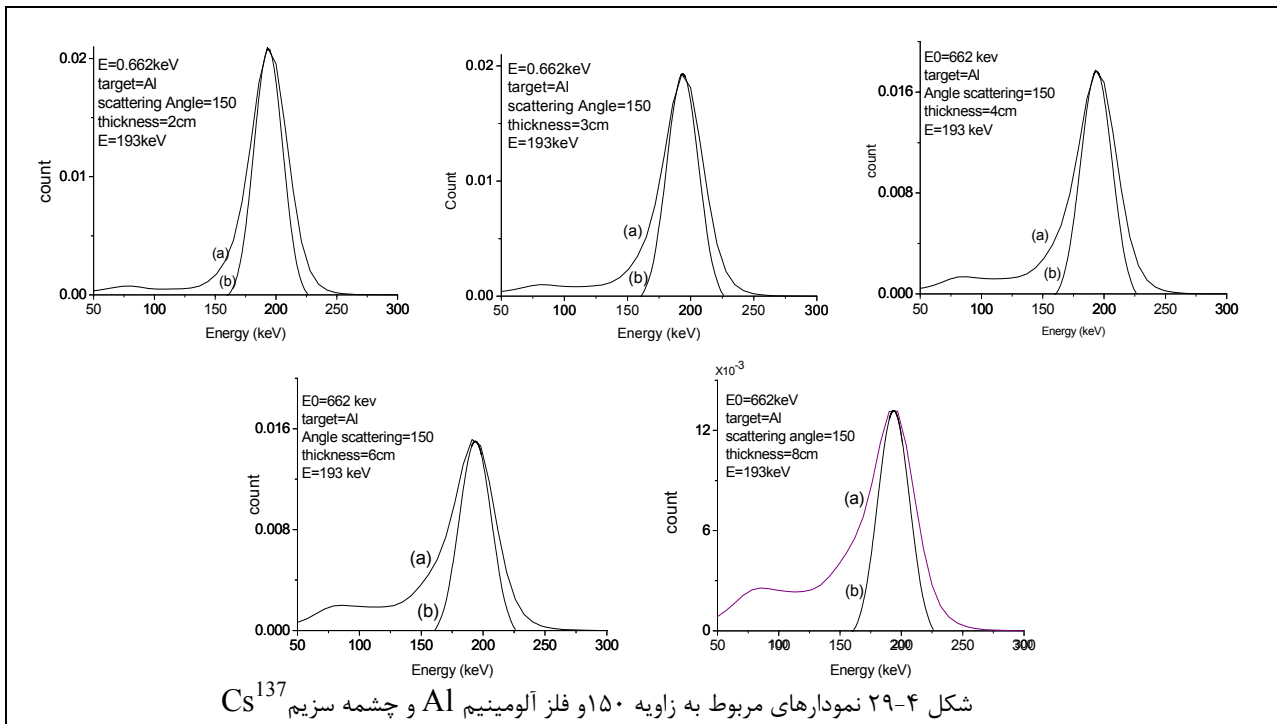 0.02
0.01
0.00
count
E=0.662keV
target=Al
scattering Angle=150
thickness=2cm
E=193keV
(a)
(b)
50 100 150 200 250 300
Energy (keV)
0.02
0.01
0.00
Count
E=0.662keV
target=Al
scattering Angle=150
thickness=3cm
E=193keV
(a)
(b)
50 100 150 200 250 300
Energy (keV)
0.016
0.008
0.000
count
E0=662 kev
target=Al
Angle scattering=150
thickness=4cm
E=193 keV
(a)
(b)
50 100 150 200 250 300
Energy (keV)
0.016
0.008
0.000
count
E0=662 kev
target=Al
Angle scattering=150
thickness=6cm
E=193 keV
(a)
(b)
50 100 150 200 250 300
Energy (keV)
X10⁻³
12
6
0
count
E0=662keV
target=Al
scattering angle=150
thickness=8cm
E=193keV
(a)
(b)
50 100 150 200 250 300
Energy (keV)
شکل ۴-۲۹ نمودارهای مربوط به زاویه ۱۵۰و فلز آلومینیم Al و چشمه سزیم Cs¹³⁷